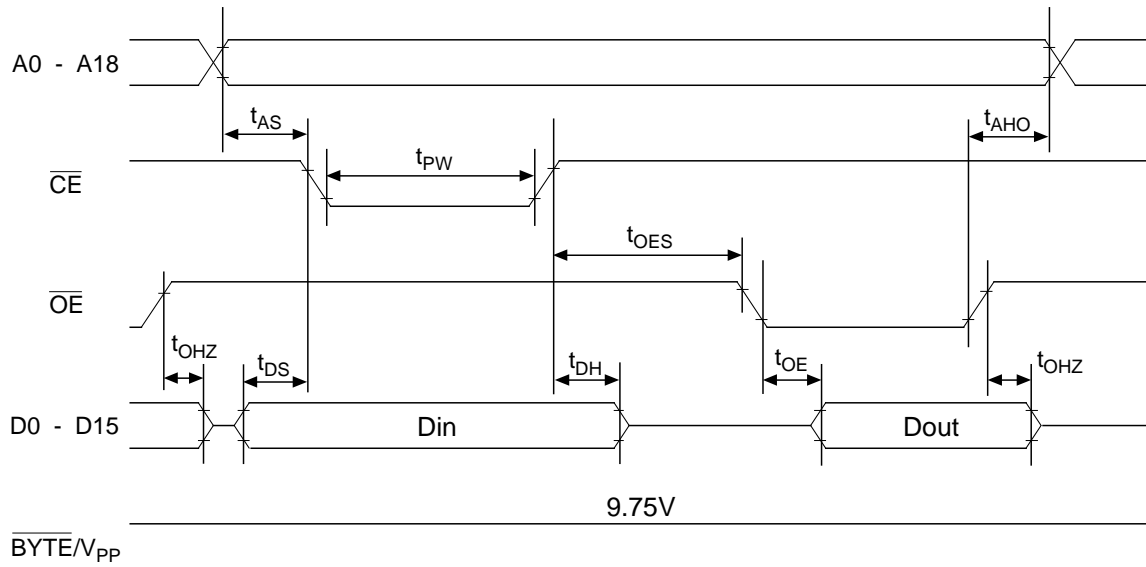 A0 - A18
tAS
tAHO
CE
tPW
tOES
OE
tOHZ
tDS
tDH
tOE
tOHZ
D0 - D15
Din
Dout
9.75V
BYTE/VPP